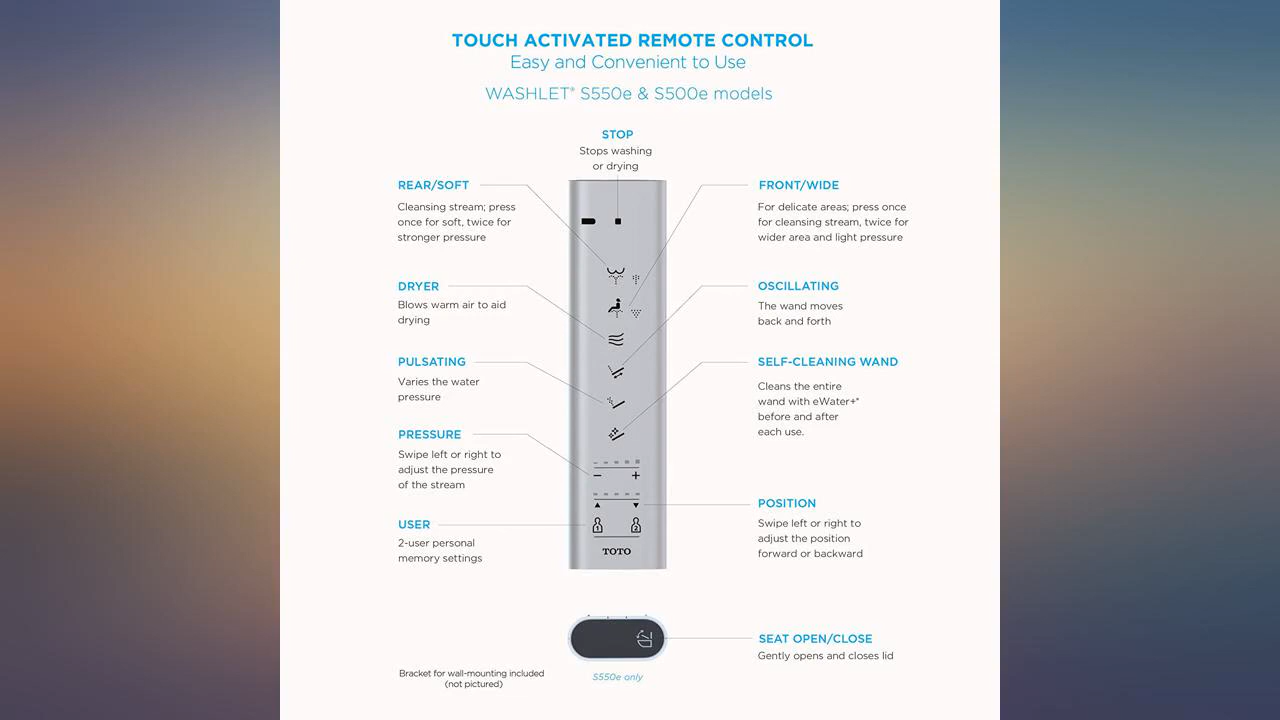 TOUCH ACTIVATED REMOTE CONTROL
Easy and Convenient to Use
WASHLET® S550e & S500e models
STOP
Stops washing
or drying
REAR/SOFT
Cleansing stream; press
once for soft, twice for
stronger pressure
FRONT/WIDE
For delicate areas; press once
for cleansing stream, twice for
wider area and light pressure
DRYER
Blows warm air to aid
drying
OSCILLATING
The wand moves
back and forth
PULSATING
Varies the water
pressure
SELF-CLEANING WAND
Cleans the entire
wand with eWater+®
before and after
each use.
PRESSURE
Swipe left or right to
adjust the pressure
of the stream
− +
POSITION
Swipe left or right to
adjust the position
forward or backward
USER
2-user personal
memory settings
1 2
TOTO
SEAT OPEN/CLOSE
Gently opens and closes lid
Bracket for wall-mounting included
(not pictured)
S550e only